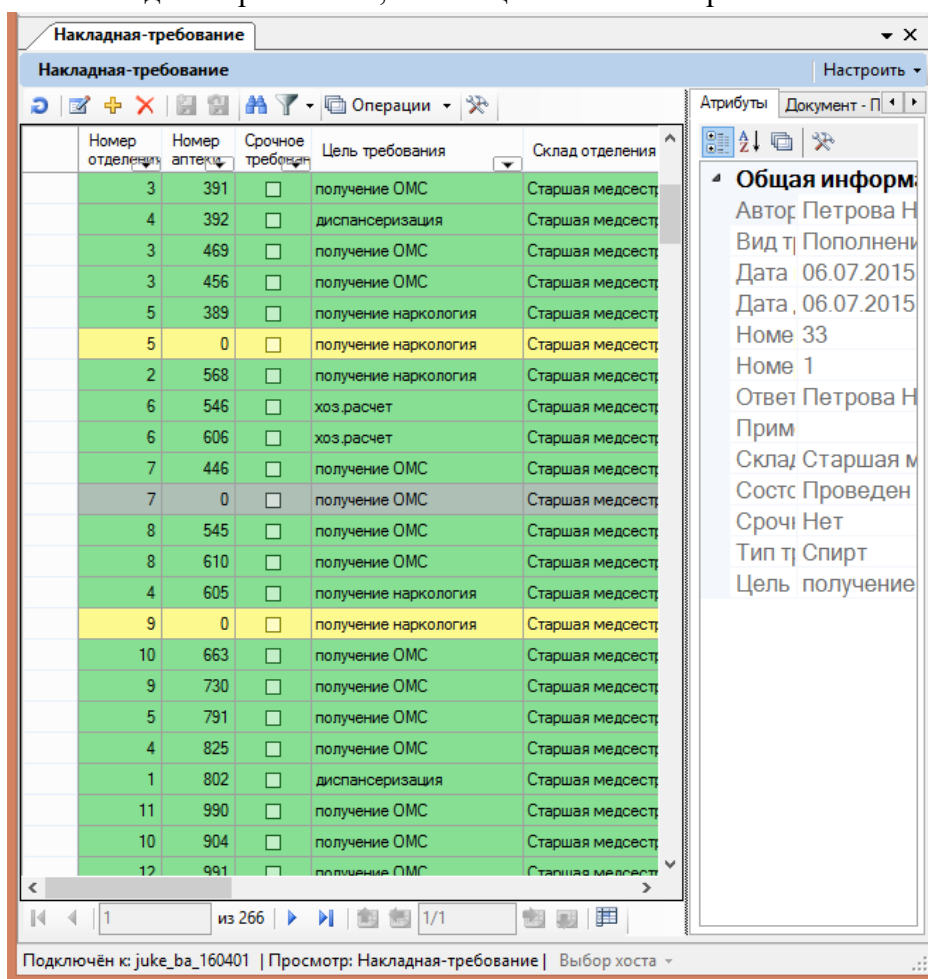 Накладная-требование
Накладная-требование Настроить
Операции
Атрибуты Документ - П
Номер отделения Номер аптеки Срочное требован Цель требования Склад отделения
3 391 получение ОМС Старшая медсестр
4 392 диспансеризация Старшая медсестр
3 469 получение ОМС Старшая медсестр
3 456 получение ОМС Старшая медсестр
5 389 получение наркология Старшая медсестр
5 0 получение наркология Старшая медсестр
2 568 получение наркология Старшая медсестр
6 546 хоз.расчет Старшая медсестр
6 606 хоз.расчет Старшая медсестр
7 446 получение ОМС Старшая медсестр
7 0 получение ОМС Старшая медсестр
8 545 получение ОМС Старшая медсестр
8 610 получение ОМС Старшая медсестр
4 605 получение наркология Старшая медсестр
9 0 получение наркология Старшая медсестр
10 663 получение ОМС Старшая медсестр
9 730 получение ОМС Старшая медсестр
5 791 получение ОМС Старшая медсестр
4 825 получение ОМС Старшая медсестр
1 802 диспансеризация Старшая медсестр
11 990 получение ОМС Старшая медсестр
10 904 получение ОМС Старшая медсестр
12 991 получение ОМС Старшая медсестр
Общая информа
Автор Петрова Н
Вид т Пополнени
Дата 06.07.2015
Дата 06.07.2015
Номе 33
Номе 1
Ответ Петрова Н
Прим
Склад Старшая м
Состо Проведен
Срочн Нет
Тип т Спирт
Цель получение
1 из 266 1/1
Подключён к: juke_ba_160401 | Просмотр: Накладная-требование | Выбор хоста